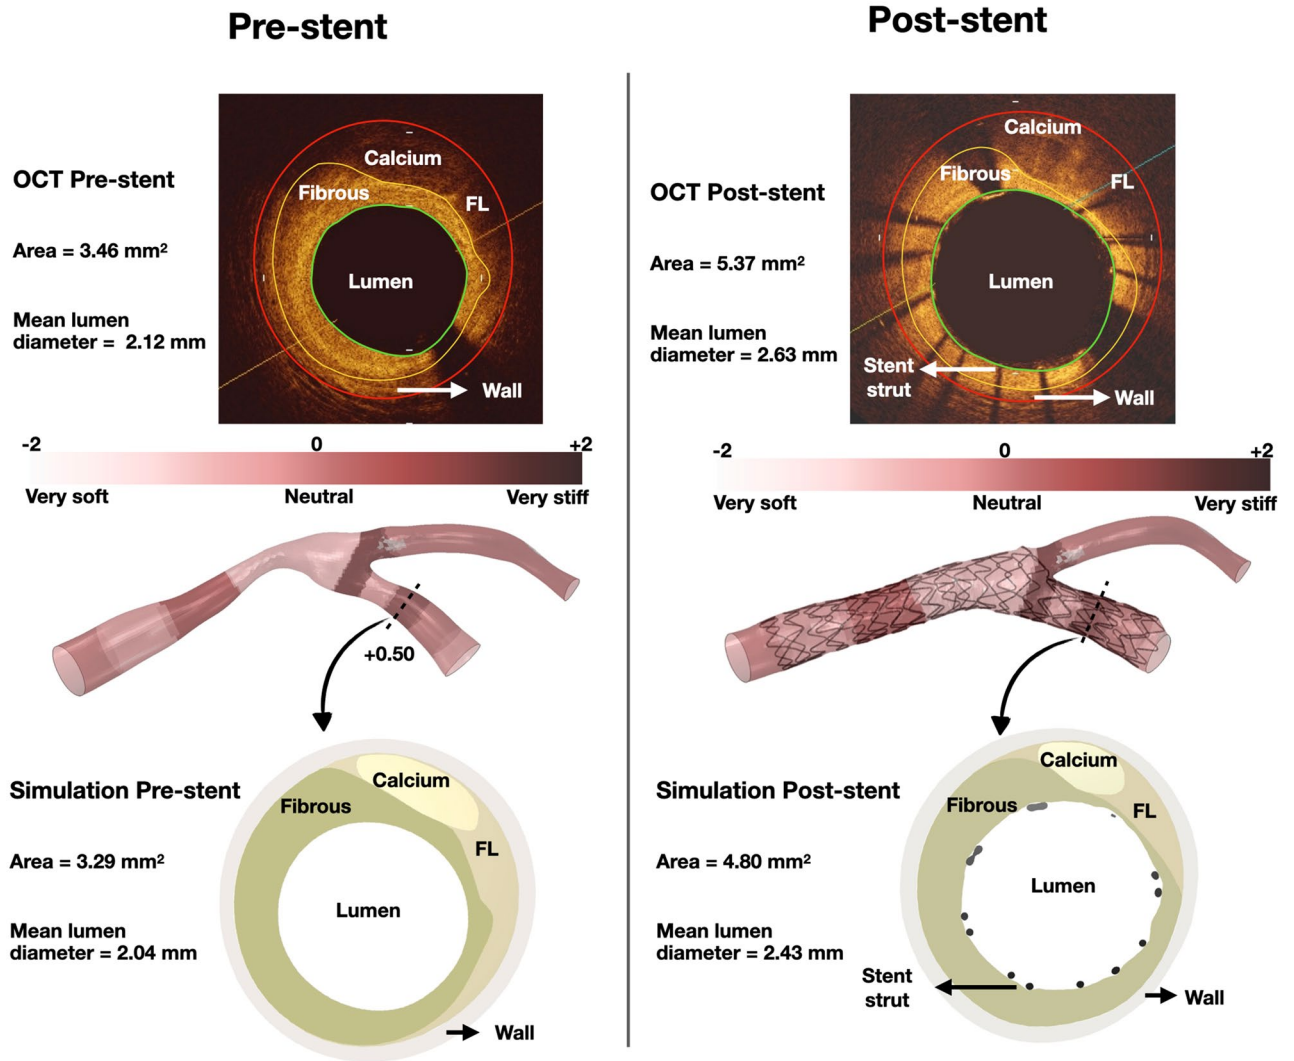 Pre-stent
OCT Pre-stent
Area = 3.46 mm²
Mean lumen
diameter = 2.12 mm
Calcium
Fibrous
FL
Lumen
Wall
-2
0
+2
Very soft
Neutral
Very stiff
+0.50
Simulation Pre-stent
Area = 3.29 mm²
Mean lumen
diameter = 2.04 mm
Calcium
Fibrous
FL
Lumen
Wall
Post-stent
OCT Post-stent
Area = 5.37 mm²
Mean lumen
diameter = 2.63 mm
Calcium
Fibrous
FL
Lumen
Stent
strut
Wall
-2
0
+2
Very soft
Neutral
Very stiff
Simulation Post-stent
Area = 4.80 mm²
Mean lumen
diameter = 2.43 mm
Calcium
Fibrous
FL
Lumen
Stent
strut
Wall